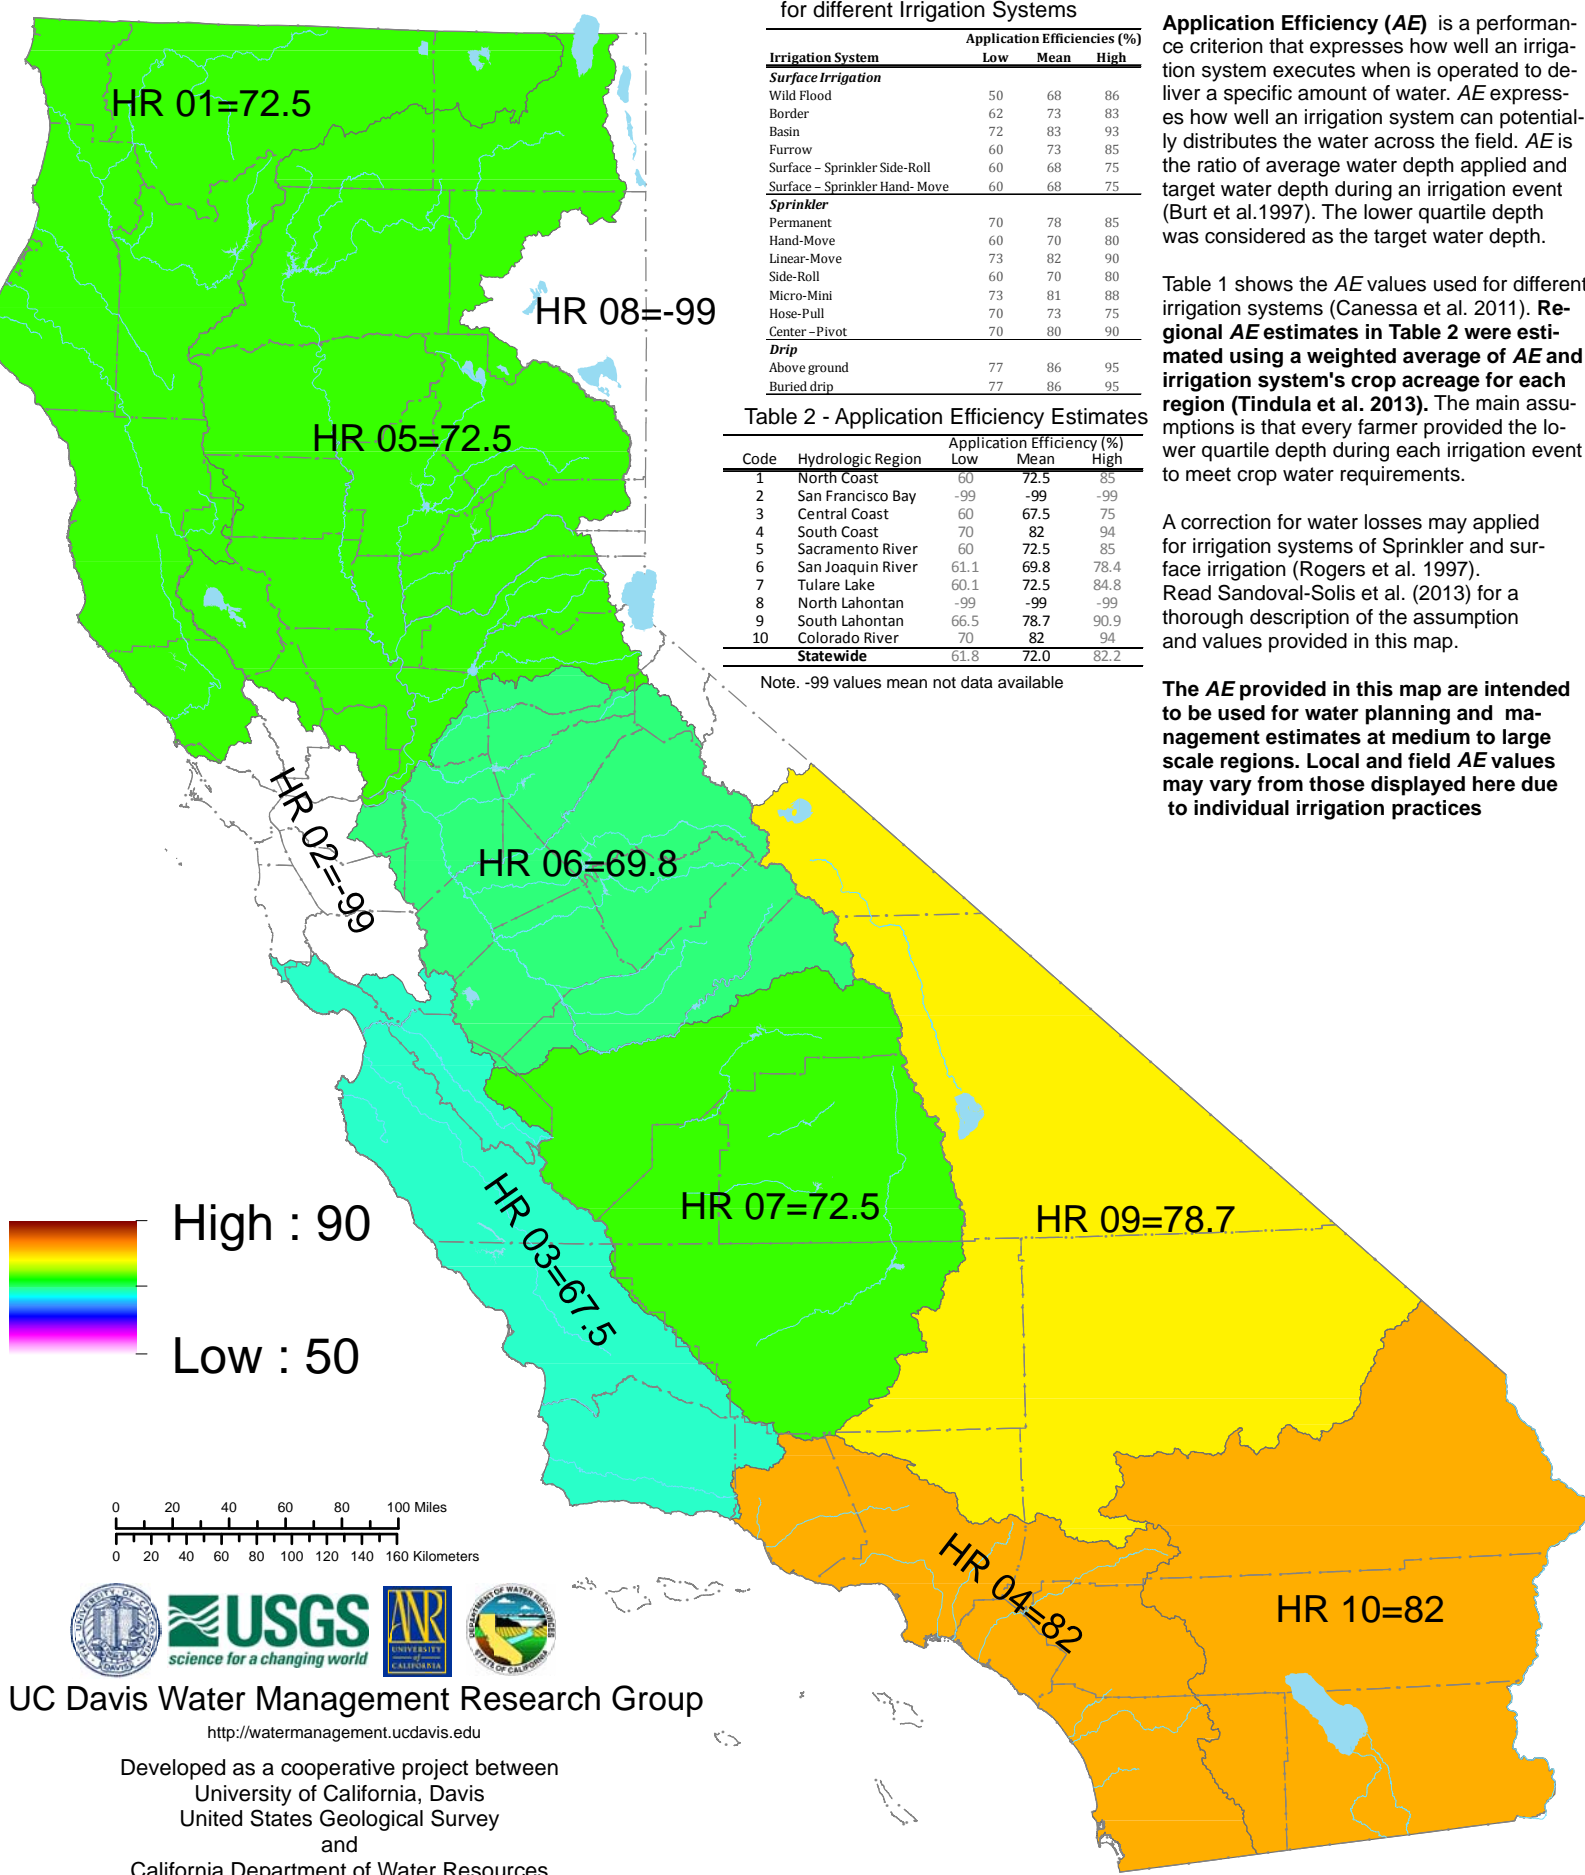 for different Irrigation Systems
Application Efficiencies (%)
Irrigation System Low Mean High
Surface Irrigation
Wild Flood 50 68 86
Border 62 73 83
Basin 72 83 93
Furrow 60 73 85
Surface – Sprinkler Side-Roll 60 68 75
Surface – Sprinkler Hand- Move 60 68 75
Sprinkler
Permanent 70 78 85
Hand-Move 60 70 80
Linear-Move 73 82 90
Side-Roll 60 70 80
Micro-Mini 73 81 88
Hose-Pull 70 73 75
Center – Pivot 70 80 90
Drip
Above ground 77 86 95
Buried drip 77 86 95
Table 2 - Application Efficiency Estimates
Application Efficiency (%)
Code Hydrologic Region Low Mean High
1 North Coast 60 72.5 85
2 San Francisco Bay -99 -99 -99
3 Central Coast 60 67.5 75
4 South Coast 70 82 94
5 Sacramento River 60 72.5 85
6 San Joaquin River 61.1 69.8 78.4
7 Tulare Lake 60.1 72.5 84.8
8 North Lahontan -99 -99 -99
9 South Lahontan 66.5 78.7 90.9
10 Colorado River 70 82 94
Statewide 61.8 72.0 82.2
Note. -99 values mean not data available
Application Efficiency (AE) is a performan-
ce criterion that expresses how well an irriga-
tion system executes when is operated to de-
liver a specific amount of water. AE express-
es how well an irrigation system can potential-
ly distributes the water across the field. AE is
the ratio of average water depth applied and
target water depth during an irrigation event
(Burt et al.1997). The lower quartile depth
was considered as the target water depth.
Table 1 shows the AE values used for different
irrigation systems (Canessa et al. 2011). Re-
gional AE estimates in Table 2 were esti-
mated using a weighted average of AE and
irrigation system's crop acreage for each
region (Tindula et al. 2013). The main assu-
mptions is that every farmer provided the lo-
wer quartile depth during each irrigation event
to meet crop water requirements.
A correction for water losses may applied
for irrigation systems of Sprinkler and sur-
face irrigation (Rogers et al. 1997).
Read Sandoval-Solis et al. (2013) for a
thorough description of the assumption
and values provided in this map.
The AE provided in this map are intended
to be used for water planning and ma-
nagement estimates at medium to large
scale regions. Local and field AE values
may vary from those displayed here due
to individual irrigation practices
HR 01=72.5
HR 08=-99
HR 05=72.5
HR 02=-99
HR 06=69.8
HR 03=67.5
HR 07=72.5
HR 09=78.7
HR 04=82
HR 10=82
High : 90
Low : 50
0 20 40 60 80 100 Miles
0 20 40 60 80 100 120 140 160 Kilometers
THE UNIVERSITY OF CALIFORNIA
DAVIS
USGS
science for a changing world
ANR
UNIVERSITY
of
CALIFORNIA
DEPARTMENT OF WATER RESOURCES
STATE OF CALIFORNIA
UC Davis Water Management Research Group
http://watermanagement.ucdavis.edu
Developed as a cooperative project between
University of California, Davis
United States Geological Survey
and
California Department of Water Resources